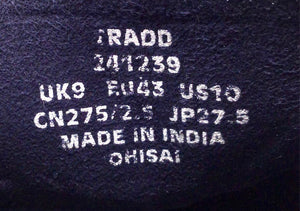 TRADD
241239
UK9 EU43 US10
CN275/2.5 JP27.5
MADE IN INDIA
OHISAI